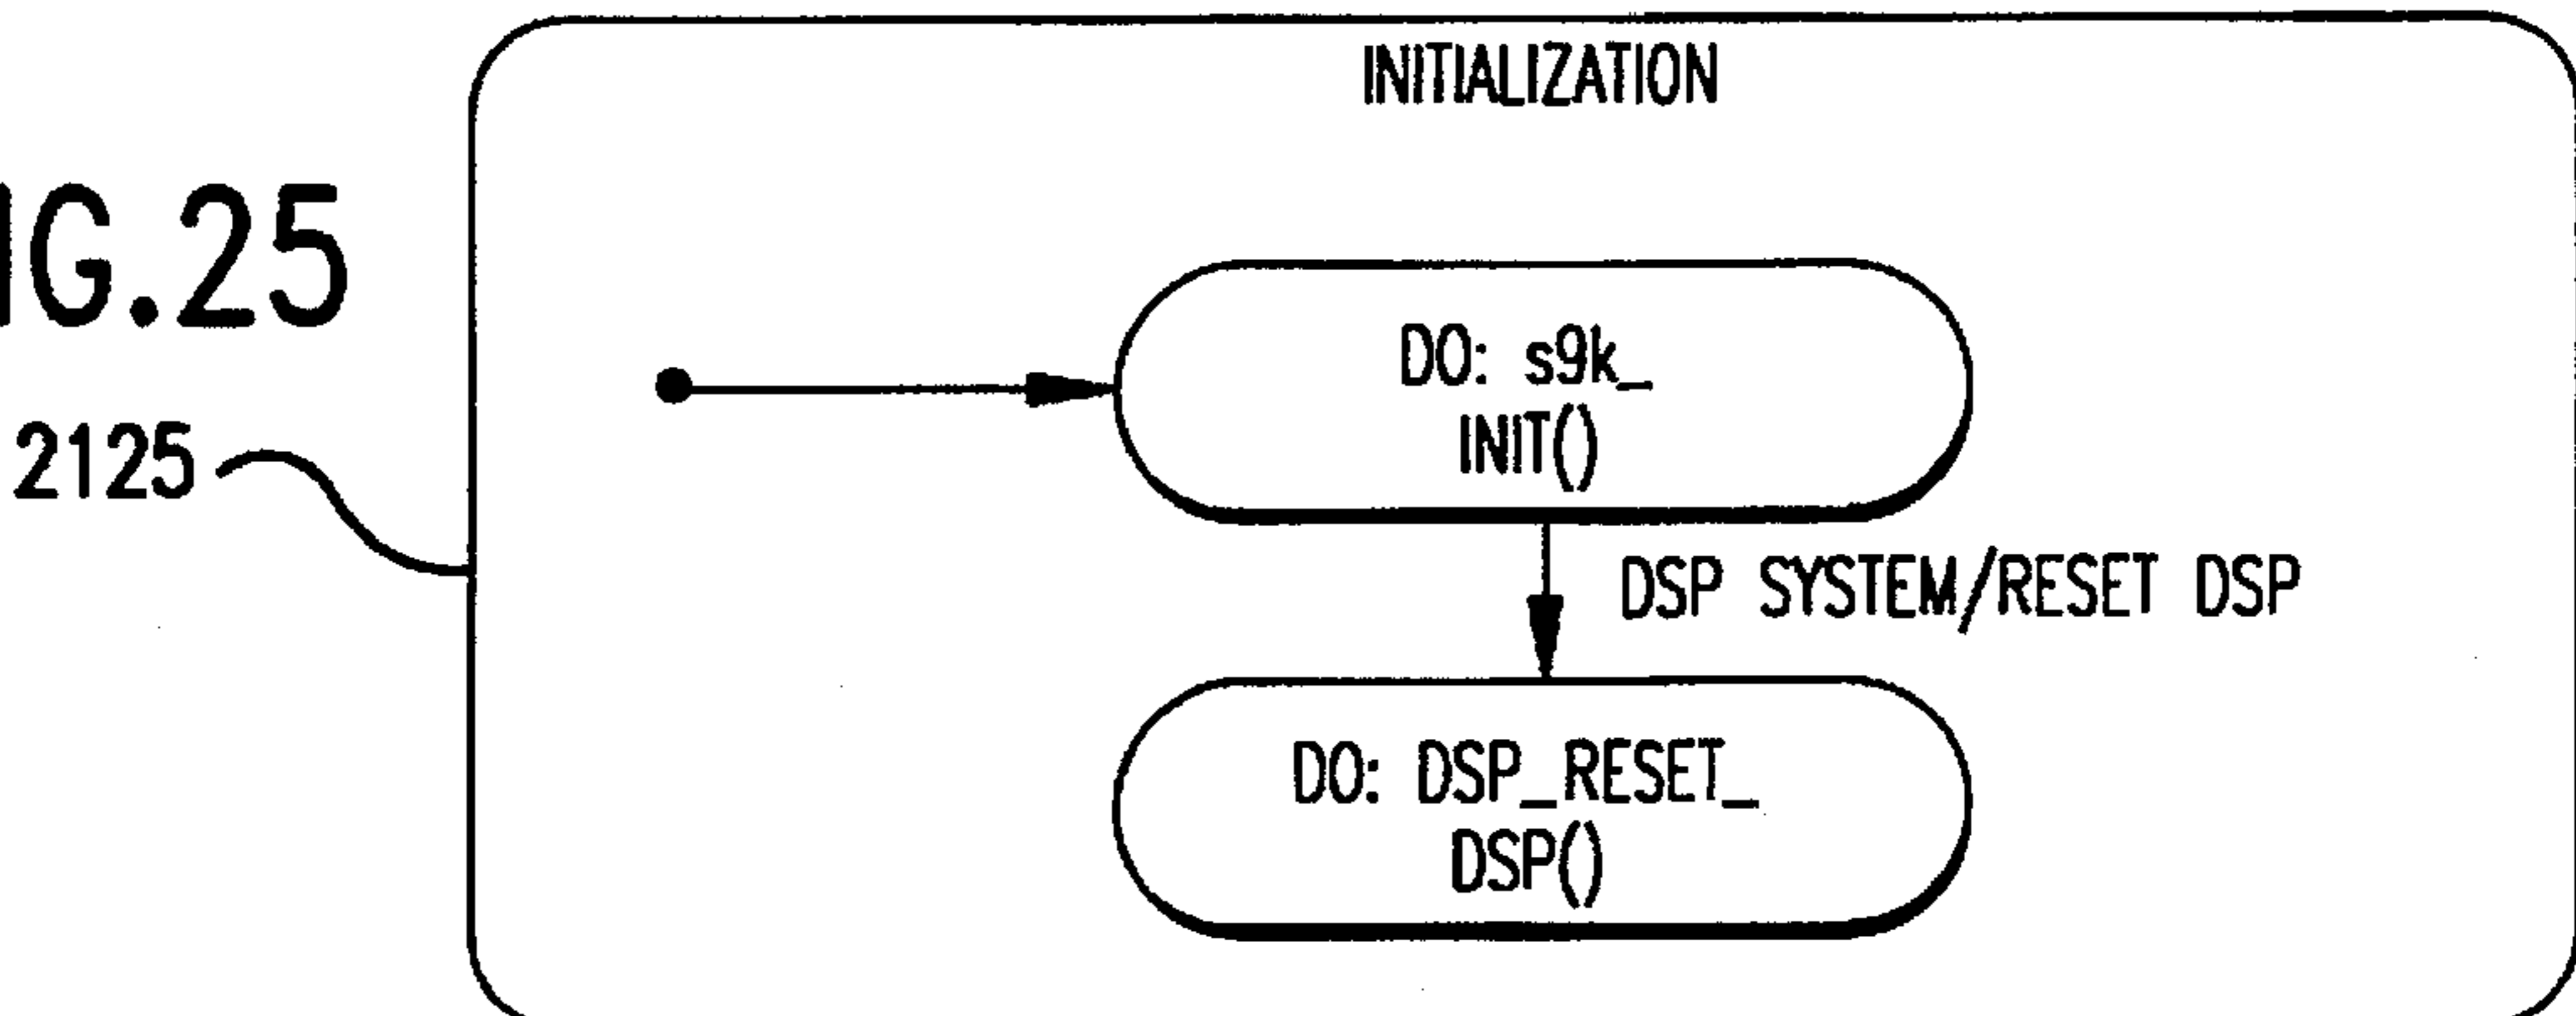 INITIALIZATION
IG.25
2125
DO: s9k_
INIT()
DSP SYSTEM/RESET DSP
DO: DSP_RESET_
DSP()